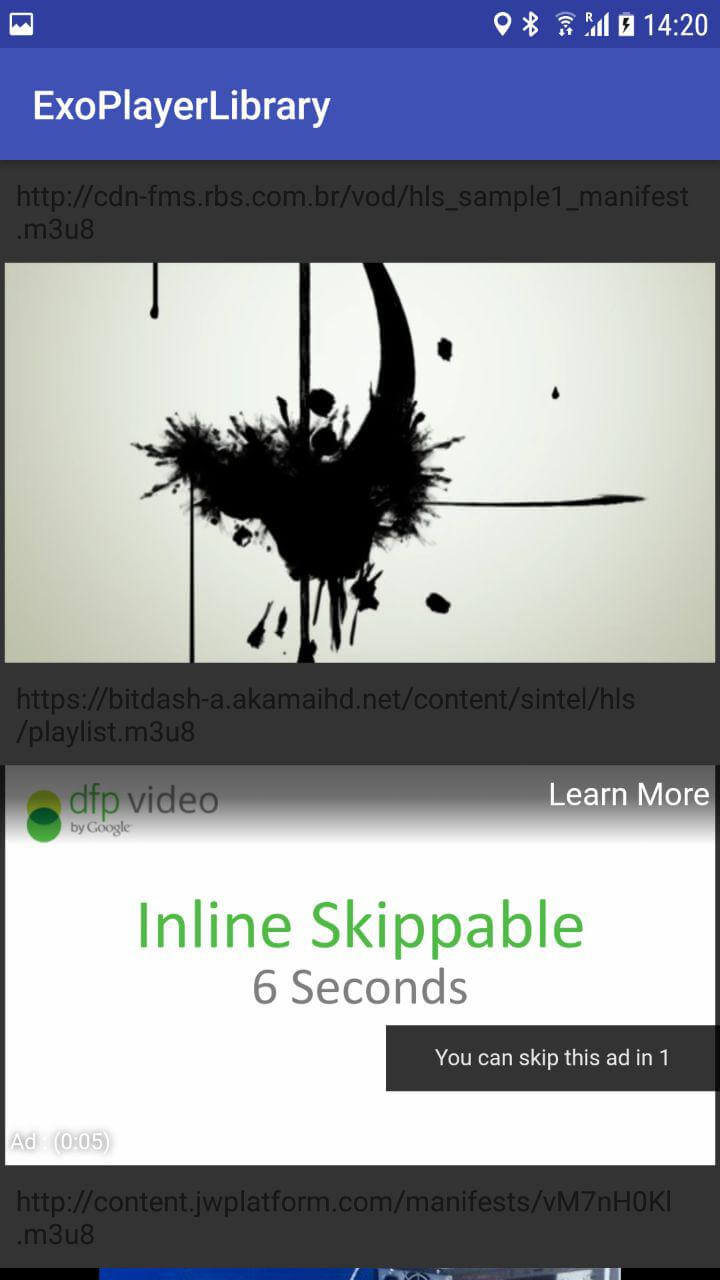 R
14:20
ExoPlayerLibrary
http://cdn-fms.rbs.com.br/vod/hls_sample1_manifest
.m3u8
https://bitdash-a.akamaihd.net/content/sintel/hls
/playlist.m3u8
dfp video
by Google
Learn More
Inline Skippable
6 Seconds
You can skip this ad in 1
Ad : (0:05)
http://content.jwplatform.com/manifests/vM7nH0Kl
.m3u8